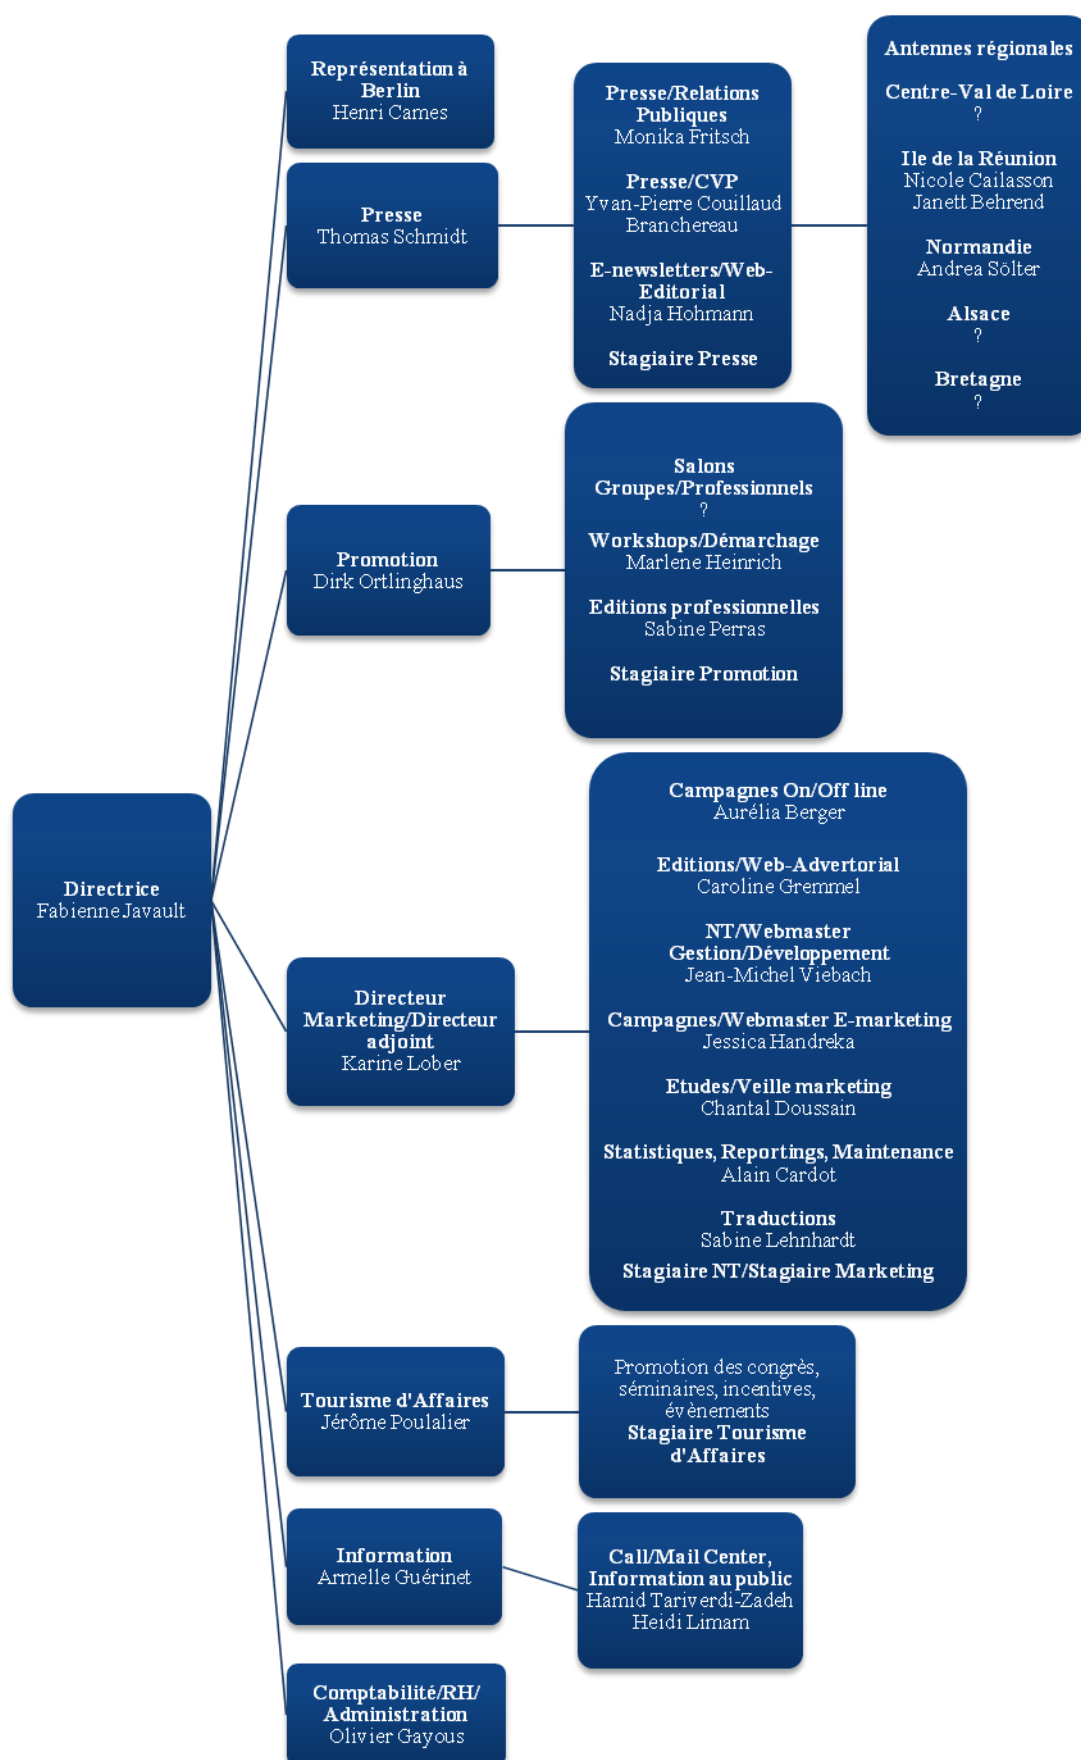 Directrice
Fabienne Javault
Représentation à
Berlin
Henri Cames
Presse
Thomas Schmidt
Presse/Relations
Publiques
Monika Fritsch
Presse/CVP
Yvan-Pierre Couillaud
Branchereau
E-newsletters/Web-
Editorial
Nadja Hohmann
Stagiaire Presse
Antennes régionales
Centre-Val de Loire
?
Ile de la Réunion
Nicole Cailasson
Janett Behrend
Normandie
Andrea Sölter
Alsace
?
Bretagne
?
Promotion
Dirk Ortlinghaus
Salons
Groupes/Professionnels
?
Workshops/Démarchage
Marlene Heinrich
Editions professionnelles
Sabine Perras
Stagiaire Promotion
Directeur
Marketing/Directeur
adjoint
Karine Lober
Campagnes On/Off line
Aurélia Berger
Editions/Web-Advertorial
Caroline Gremmel
NT/Webmaster
Gestion/Développement
Jean-Michel Viebach
Campagnes/Webmaster E-marketing
Jessica Handreka
Etudes/Veille marketing
Chantal Doussain
Statistiques, Reportings, Maintenance
Alain Cardot
Traductions
Sabine Lehnhardt
Stagiaire NT/Stagiaire Marketing
Tourisme d'Affaires
Jérôme Poulalier
Promotion des congrès,
séminaires, incentives,
évènements
Stagiaire Tourisme
d'Affaires
Information
Armelle Guérinet
Call/Mail Center,
Information au public
Hamid Tariverdi-Zadeh
Heidi Limam
Comptabilité/RH/
Administration
Olivier Gayous